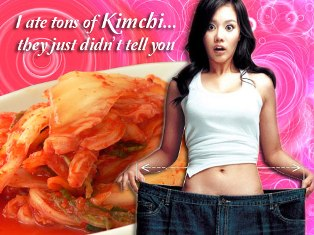 I ate tons of Kimchi...
they just didn't tell you